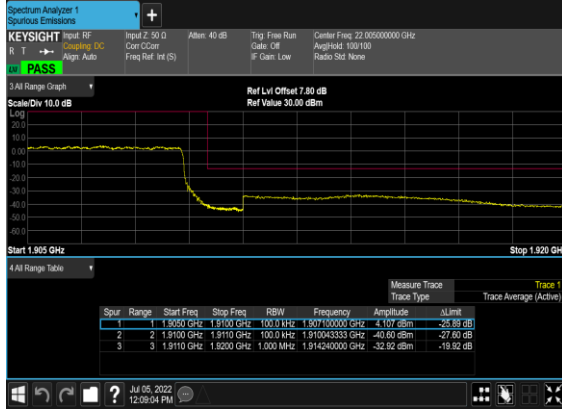 Spectrum Analyzer 1
Spurious Emissions
+
KEYSIGHT Input: RF Input Z: 50 Ω Atten: 40 dB Trig: Free Run Center Freq: 22.005000000 GHz
R T Coupling: DC Corr CCorr Gate: Off Avg|Hold: 100/100
Align: Auto Freq Ref: Int (S) IF Gain: Low Radio Std: None
PASS
3 All Range Graph
Ref Lvl Offset 7.80 dB
Scale/Div 10.0 dB Ref Value 30.00 dBm
Log
20.0
10.0
0.00
-10.0
-20.0
-30.0
-40.0
-50.0
-60.0
Start 1.905 GHz Stop 1.920 GH
4 All Range Table
Measure Trace Trace 1
Trace Type Trace Average (Active)
Spur Range Start Freq Stop Freq RBW Frequency Amplitude ΔLimit
1 1 1.9050 GHz 1.9100 GHz 100.0 kHz 1.907100000 GHz 4.107 dBm -25.89 dB
2 2 1.9100 GHz 1.9110 GHz 100.0 kHz 1.910043333 GHz -40.60 dBm -27.60 dB
3 3 1.9110 GHz 1.9200 GHz 1.000 MHz 1.914240000 GHz -32.92 dBm -19.92 dB
? Jul 05, 2022
12:09:04 PM